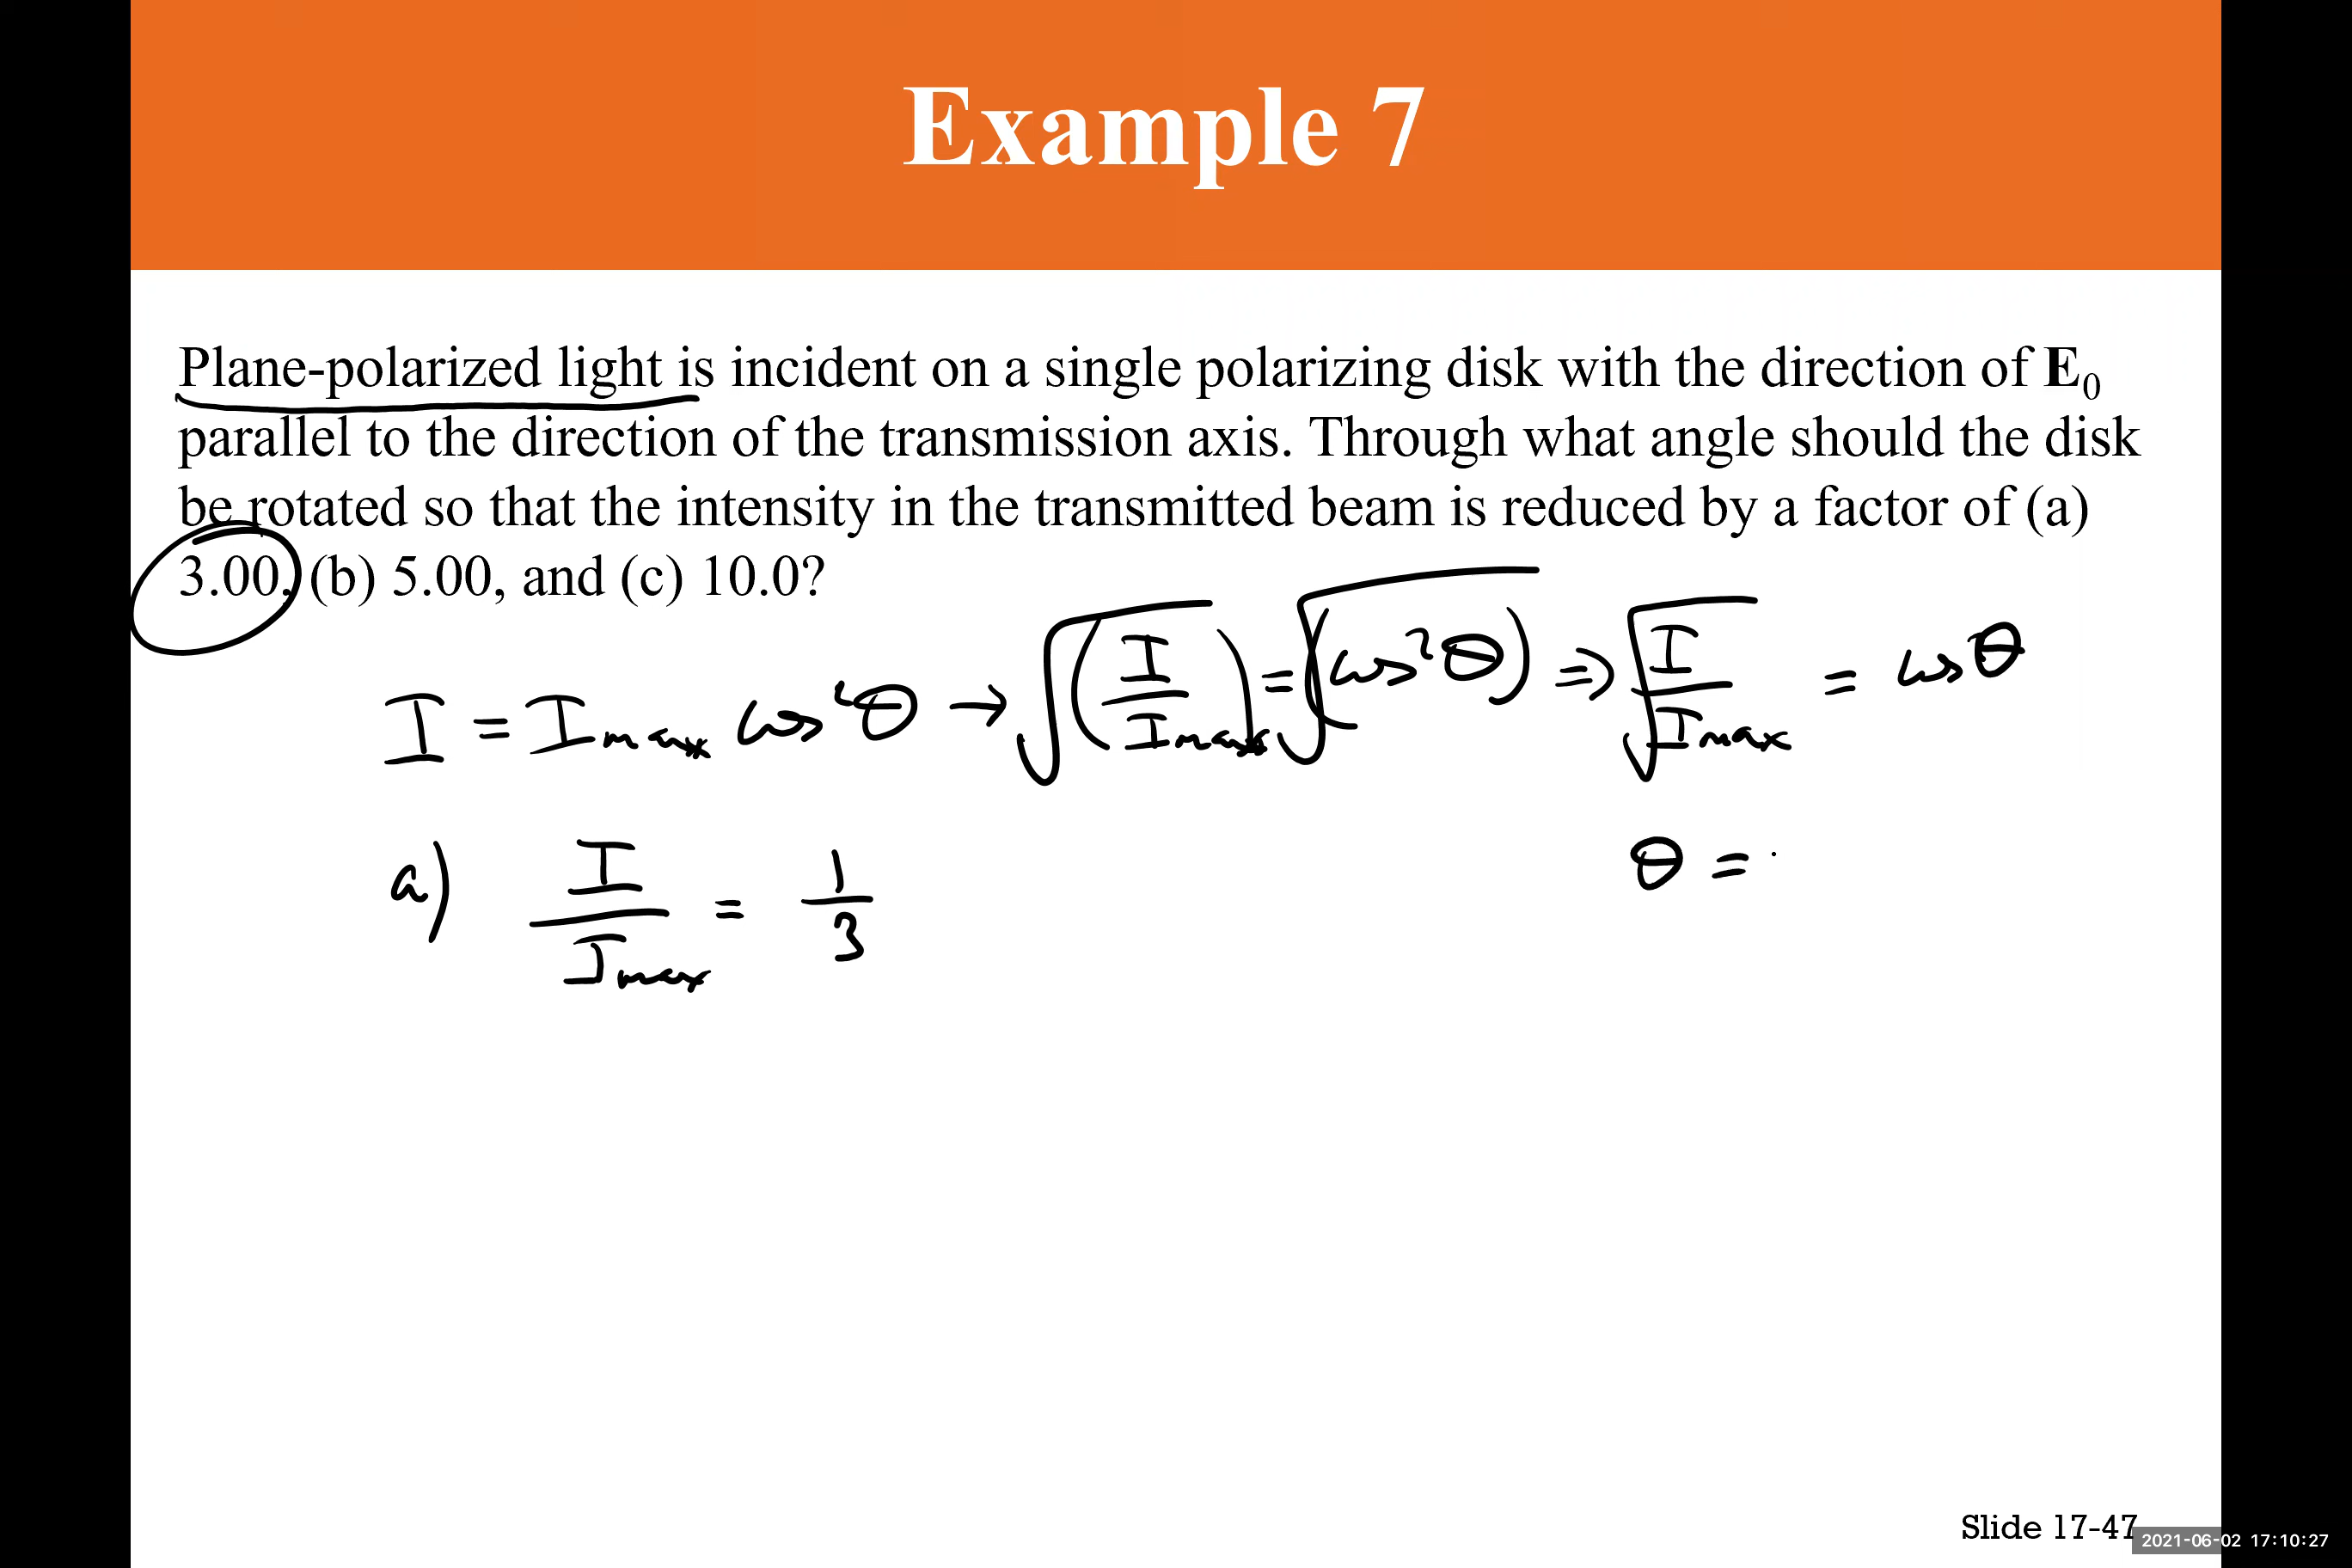 Example 7
Plane-polarized light is incident on a single polarizing disk with the direction of E₀
parallel to the direction of the transmission axis. Through what angle should the disk
be rotated so that the intensity in the transmitted beam is reduced by a factor of (a)
3.00, (b) 5.00, and (c) 10.0?
I = Imax cos²θ → √(I/Imax) = √(cos²θ) ⇒ √(I/Imax) = cosθ
a) I/Imax = 1/3
θ =
Slide 17-47
2021-06-02 17:10:27